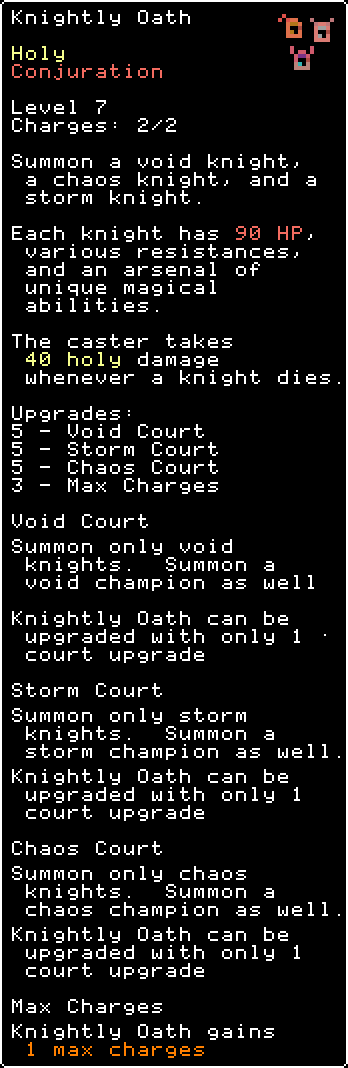 Knightly Oath
Holy
Conjuration
Level 7
Charges: 2/2
Summon a void knight,
a chaos knight, and a
storm knight.
Each knight has 90 HP,
various resistances,
and an arsenal of
unique magical
abilities.
The caster takes
40 holy damage
whenever a knight dies.
Upgrades:
5 - Void Court
5 - Storm Court
5 - Chaos Court
3 - Max Charges
Void Court
Summon only void
knights.  Summon a
void champion as well
Knightly Oath can be
upgraded with only 1
court upgrade
Storm Court
Summon only storm
knights.  Summon a
storm champion as well.
Knightly Oath can be
upgraded with only 1
court upgrade
Chaos Court
Summon only chaos
knights.  Summon a
chaos champion as well.
Knightly Oath can be
upgraded with only 1
court upgrade
Max Charges
Knightly Oath gains
1 max charges